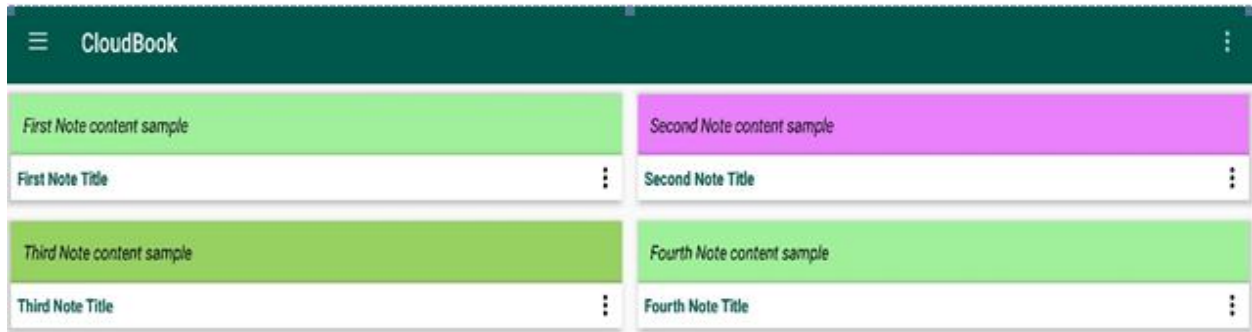 CloudBook
First Note content sample
Second Note content sample
First Note Title
Second Note Title
Third Note content sample
Fourth Note content sample
Third Note Title
Fourth Note Title